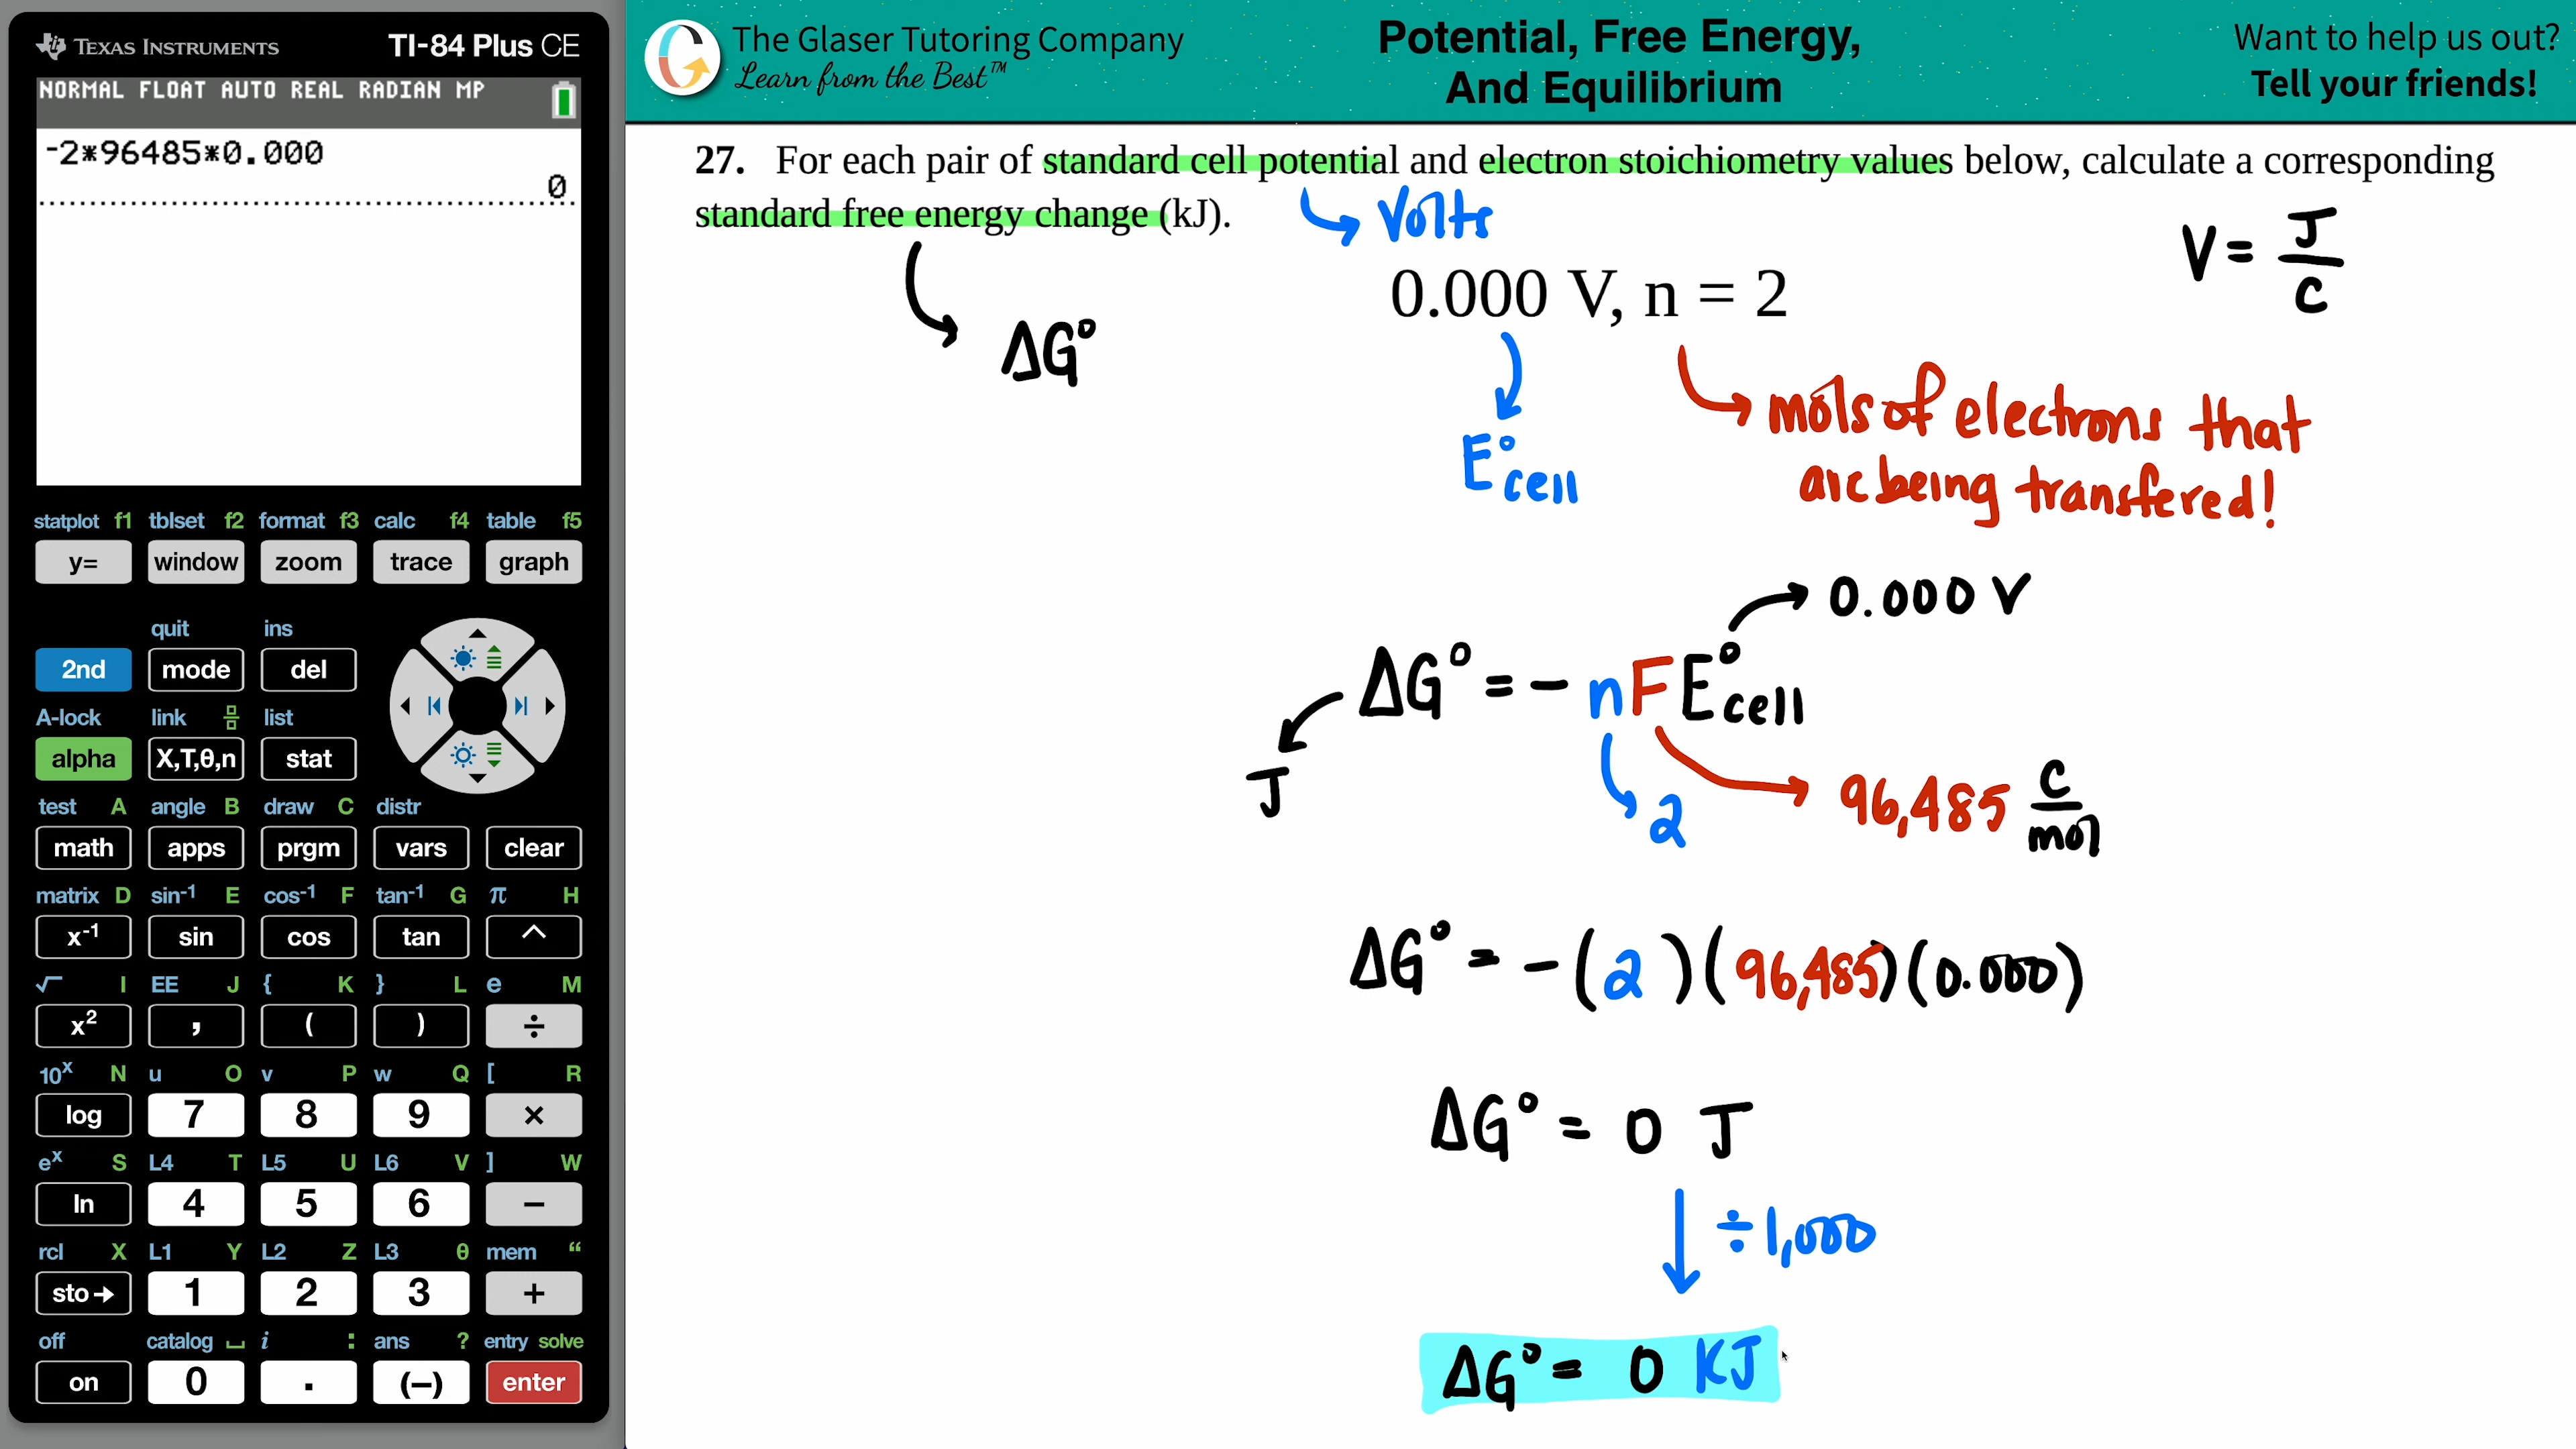 TEXAS INSTRUMENTS TI-84 Plus CE
NORMAL FLOAT AUTO REAL RADIAN MP
-2*96485*0.000
0
statplot f1 tblset f2 format f3 calc f4 table f5
y= window zoom trace graph
quit ins
2nd mode del
A-lock link list
alpha X,T,θ,n stat
test A angle B draw C distr
math apps prgm vars clear
matrix D sin⁻¹ E cos⁻¹ F tan⁻¹ G π H
x⁻¹ sin cos tan ^
√ I EE J { K } L e M
x² , ( ) ÷
10ˣ N u O v P w Q [ R
log 7 8 9 ×
eˣ S L4 T L5 U L6 V ] W
ln 4 5 6 −
rcl X L1 Y L2 Z L3 θ mem "
sto→ 1 2 3 +
off catalog ⎵ i : ans ? entry solve
on 0 . (−) enter
The Glaser Tutoring Company
Learn from the Best™
Potential, Free Energy,
And Equilibrium
Want to help us out?
Tell your friends!
27. For each pair of standard cell potential and electron stoichiometry values below, calculate a corresponding
standard free energy change (kJ).
Volts
V = J/C
0.000 V, n = 2
ΔG°
mols of electrons that
are being transfered!
E°cell
0.000 V
ΔG° = - nFE°cell
J
2
96,485 C/mol
ΔG° = -(2)(96,485)(0.000)
ΔG° = 0 J
÷1,000
ΔG° = 0 KJ